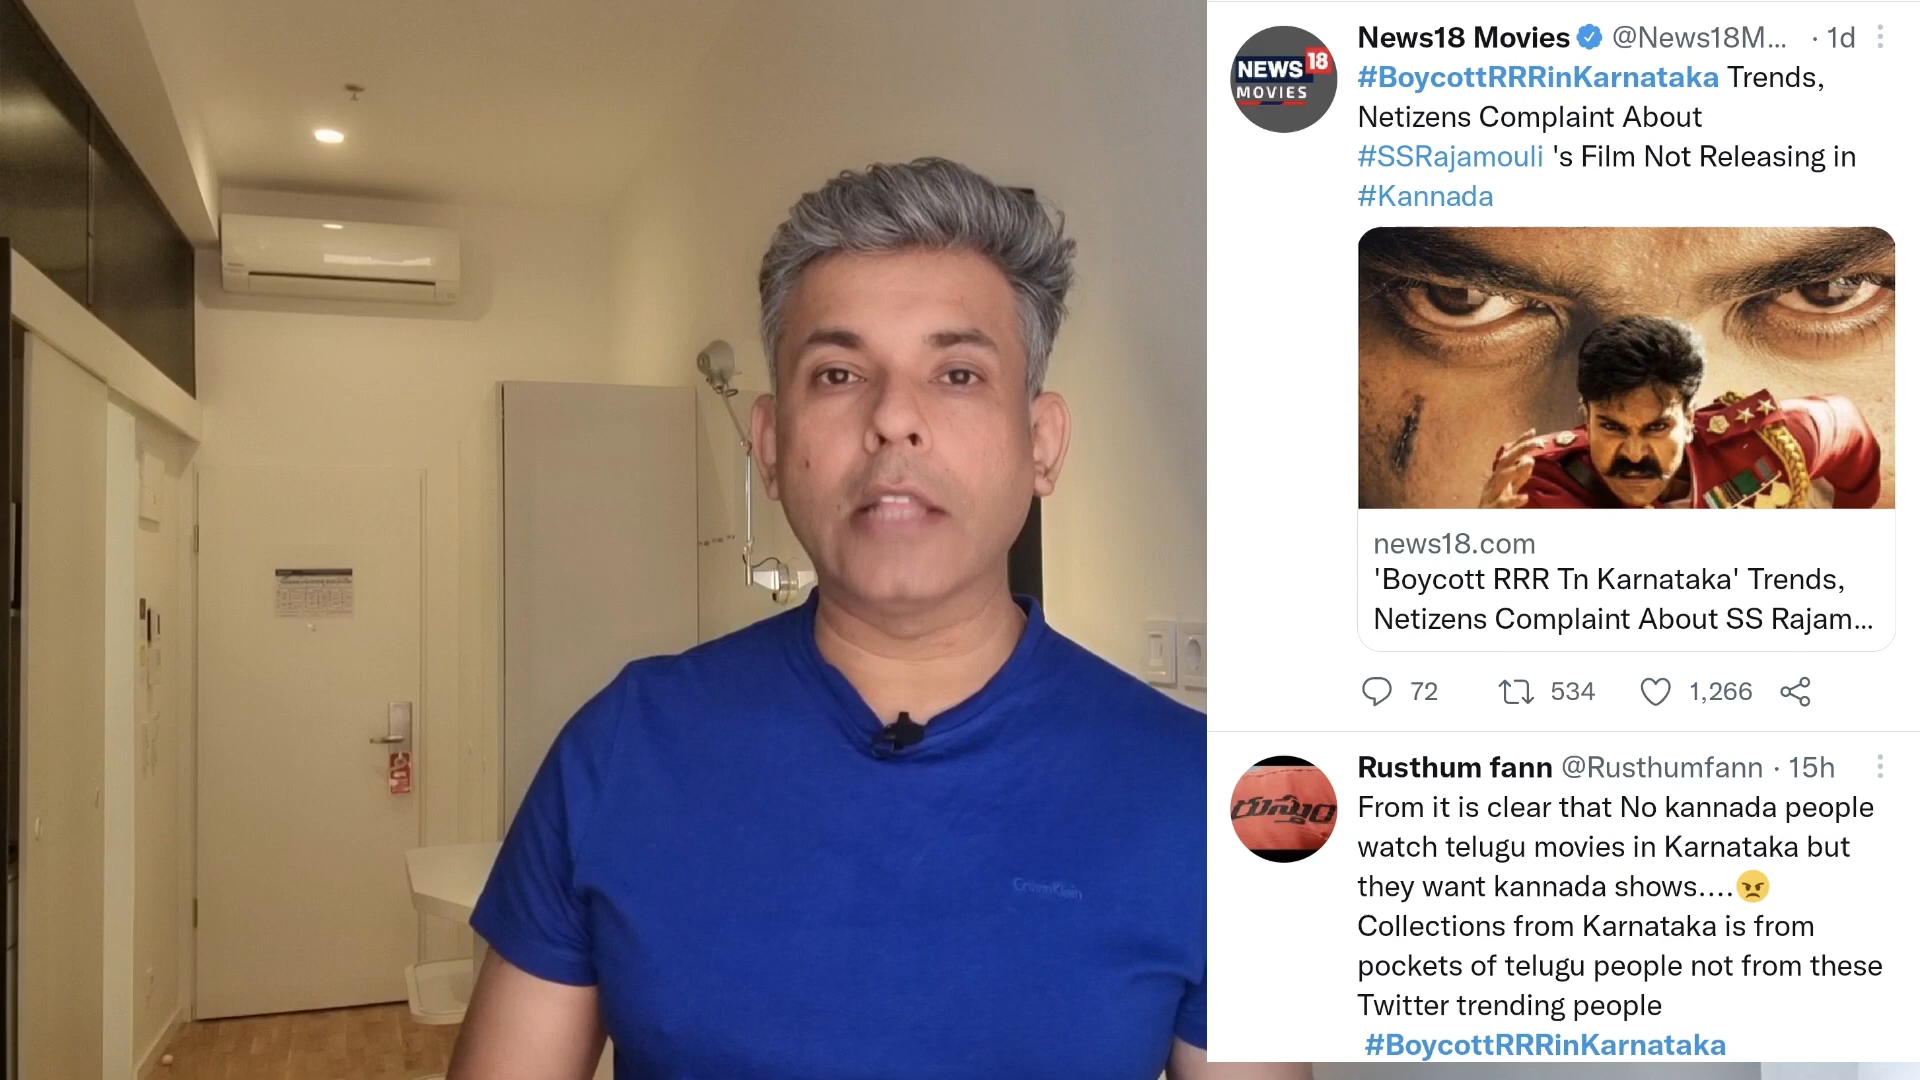 NEWS 18
MOVIES
News18 Movies @News18M... · 1d
#BoycottRRRinKarnataka Trends,
Netizens Complaint About
#SSRajamouli 's Film Not Releasing in
#Kannada
news18.com
'Boycott RRR Tn Karnataka' Trends,
Netizens Complaint About SS Rajam...
72 534 1,266
రుస్తుం
Rusthum fann @Rusthumfann · 15h
From it is clear that No kannada people
watch telugu movies in Karnataka but
they want kannada shows....😠
Collections from Karnataka is from
pockets of telugu people not from these
Twitter trending people
#BoycottRRRinKarnataka
Calvin Klein